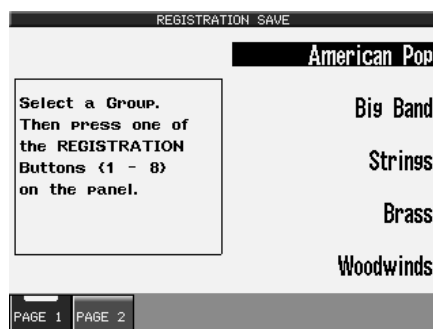 REGISTRATION SAVE
American Pop
Select a Group.
Then press one of
the REGISTRATION
Buttons {1 - 8}
on the panel.
Big Band
Strings
Brass
Woodwinds
PAGE 1 PAGE 2